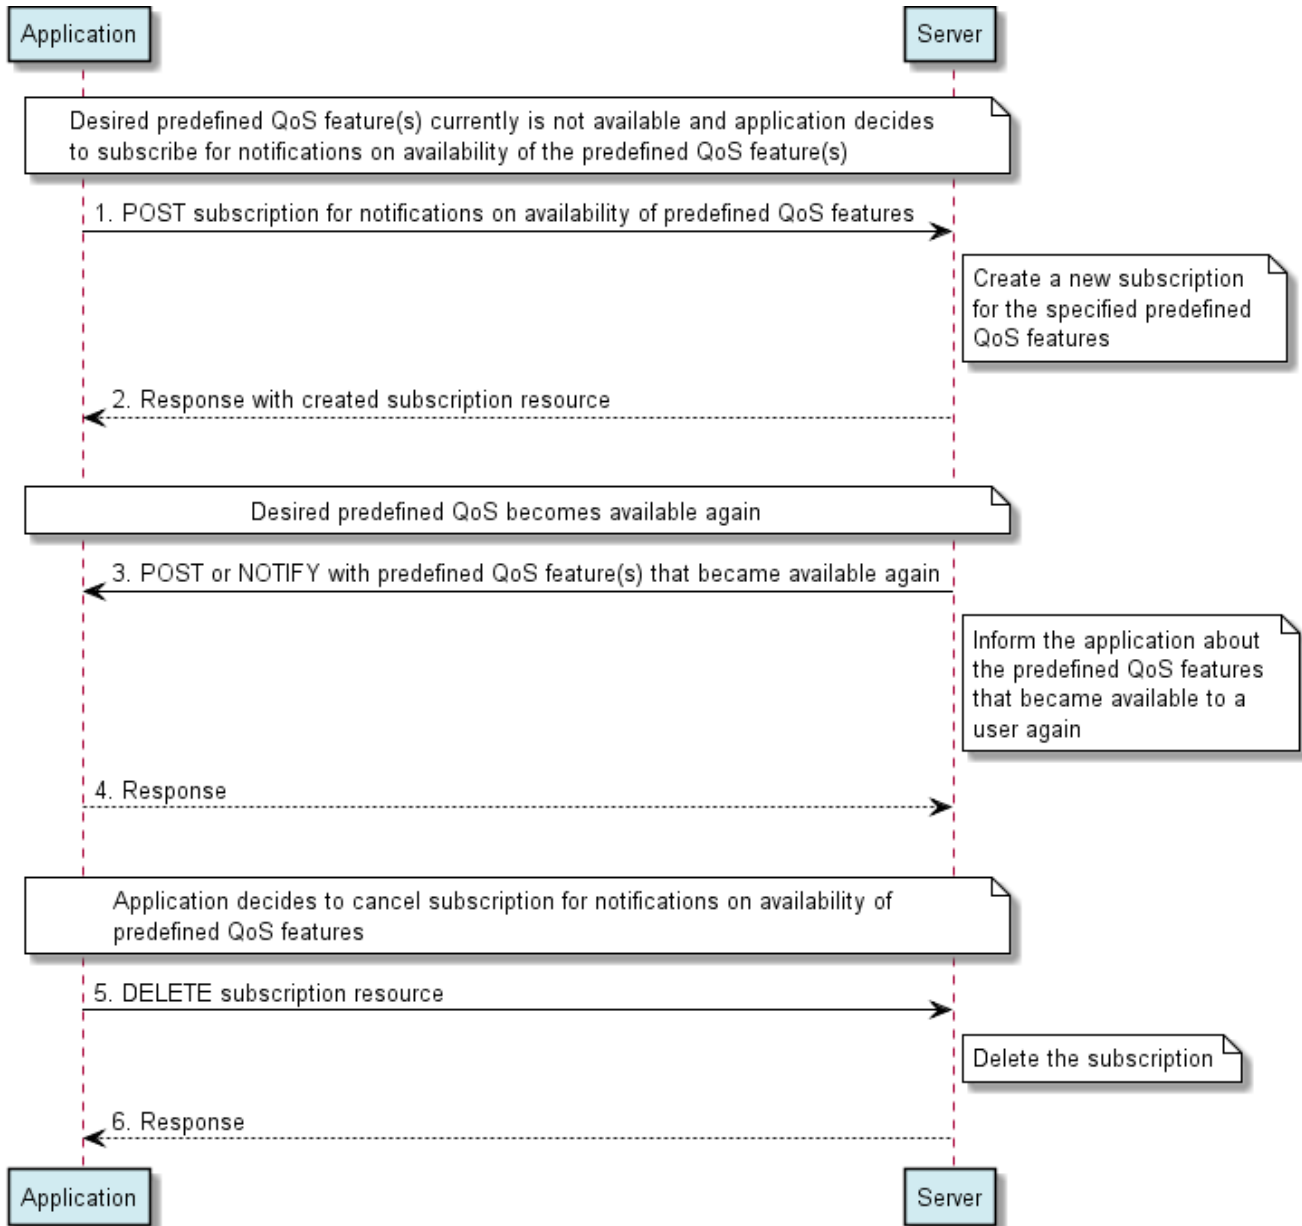 Application
Server
Desired predefined QoS feature(s) currently is not available and application decides
to subscribe for notifications on availability of the predefined QoS feature(s)
1. POST subscription for notifications on availability of predefined QoS features
Create a new subscription
for the specified predefined
QoS features
2. Response with created subscription resource
Desired predefined QoS becomes available again
3. POST or NOTIFY with predefined QoS feature(s) that became available again
Inform the application about
the predefined QoS features
that became available to a
user again
4. Response
Application decides to cancel subscription for notifications on availability of
predefined QoS features
5. DELETE subscription resource
Delete the subscription
6. Response
Application
Server